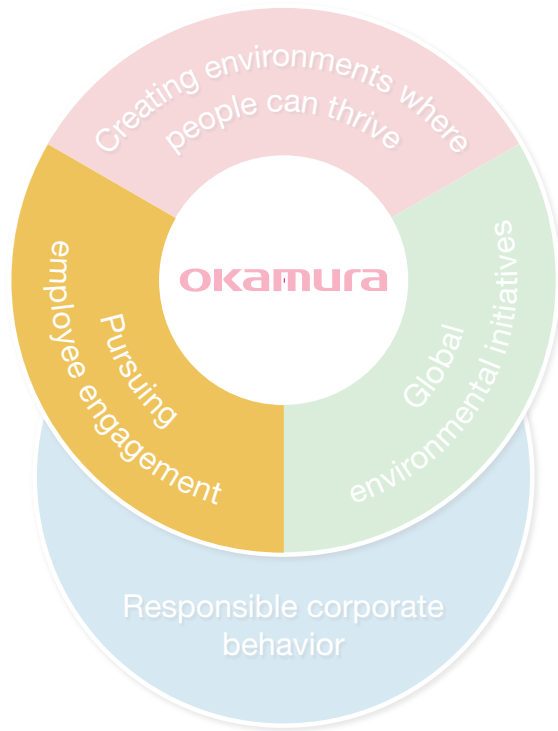 Creating environments where
people can thrive
okamura
Pursuing
employee engagement
Global
environmental initiatives
Responsible corporate
behavior